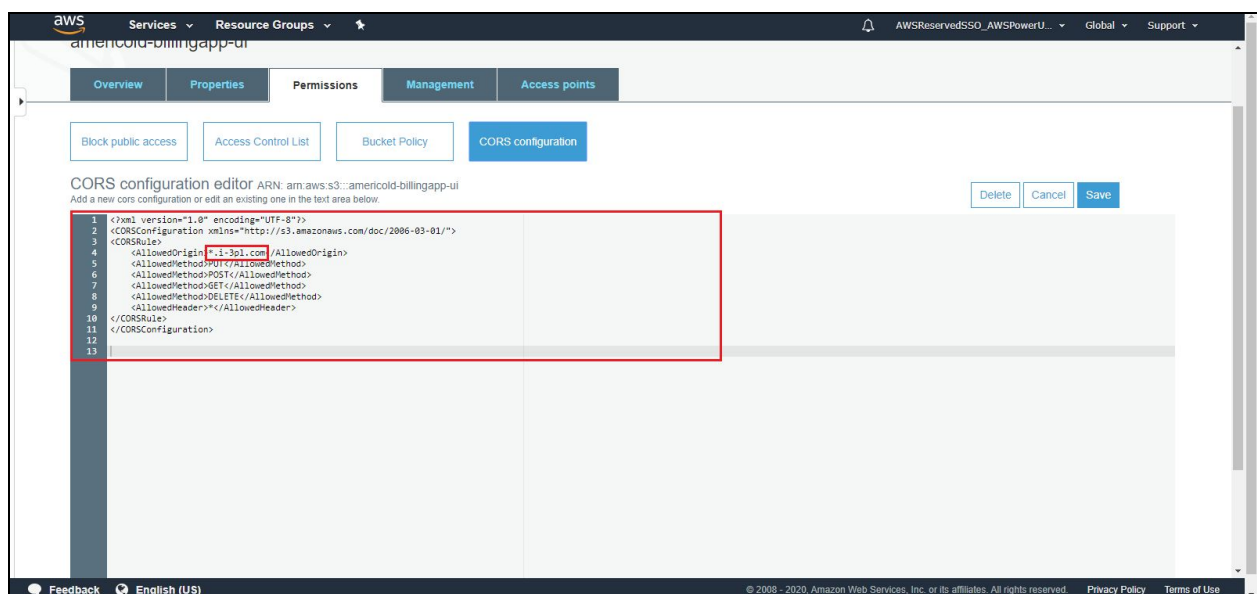 aws Services Resource Groups AWSReservedSSO_AWSPowerU... Global Support
americold-billingapp-ui
Overview Properties Permissions Management Access points
Block public access Access Control List Bucket Policy CORS configuration
CORS configuration editor ARN: arn:aws:s3:::americold-billingapp-ui
Add a new cors configuration or edit an existing one in the text area below.
Delete Cancel Save
1 <?xml version="1.0" encoding="UTF-8"?>
2 <CORSConfiguration xmlns="http://s3.amazonaws.com/doc/2006-03-01/">
3 <CORSRule>
4 <AllowedOrigin>*.i-3pl.com</AllowedOrigin>
5 <AllowedMethod>PUT</AllowedMethod>
6 <AllowedMethod>POST</AllowedMethod>
7 <AllowedMethod>GET</AllowedMethod>
8 <AllowedMethod>DELETE</AllowedMethod>
9 <AllowedHeader>*</AllowedHeader>
10 </CORSRule>
11 </CORSConfiguration>
12
13
Feedback English (US) © 2008 - 2020, Amazon Web Services, Inc. or its affiliates. All rights reserved. Privacy Policy Terms of Use